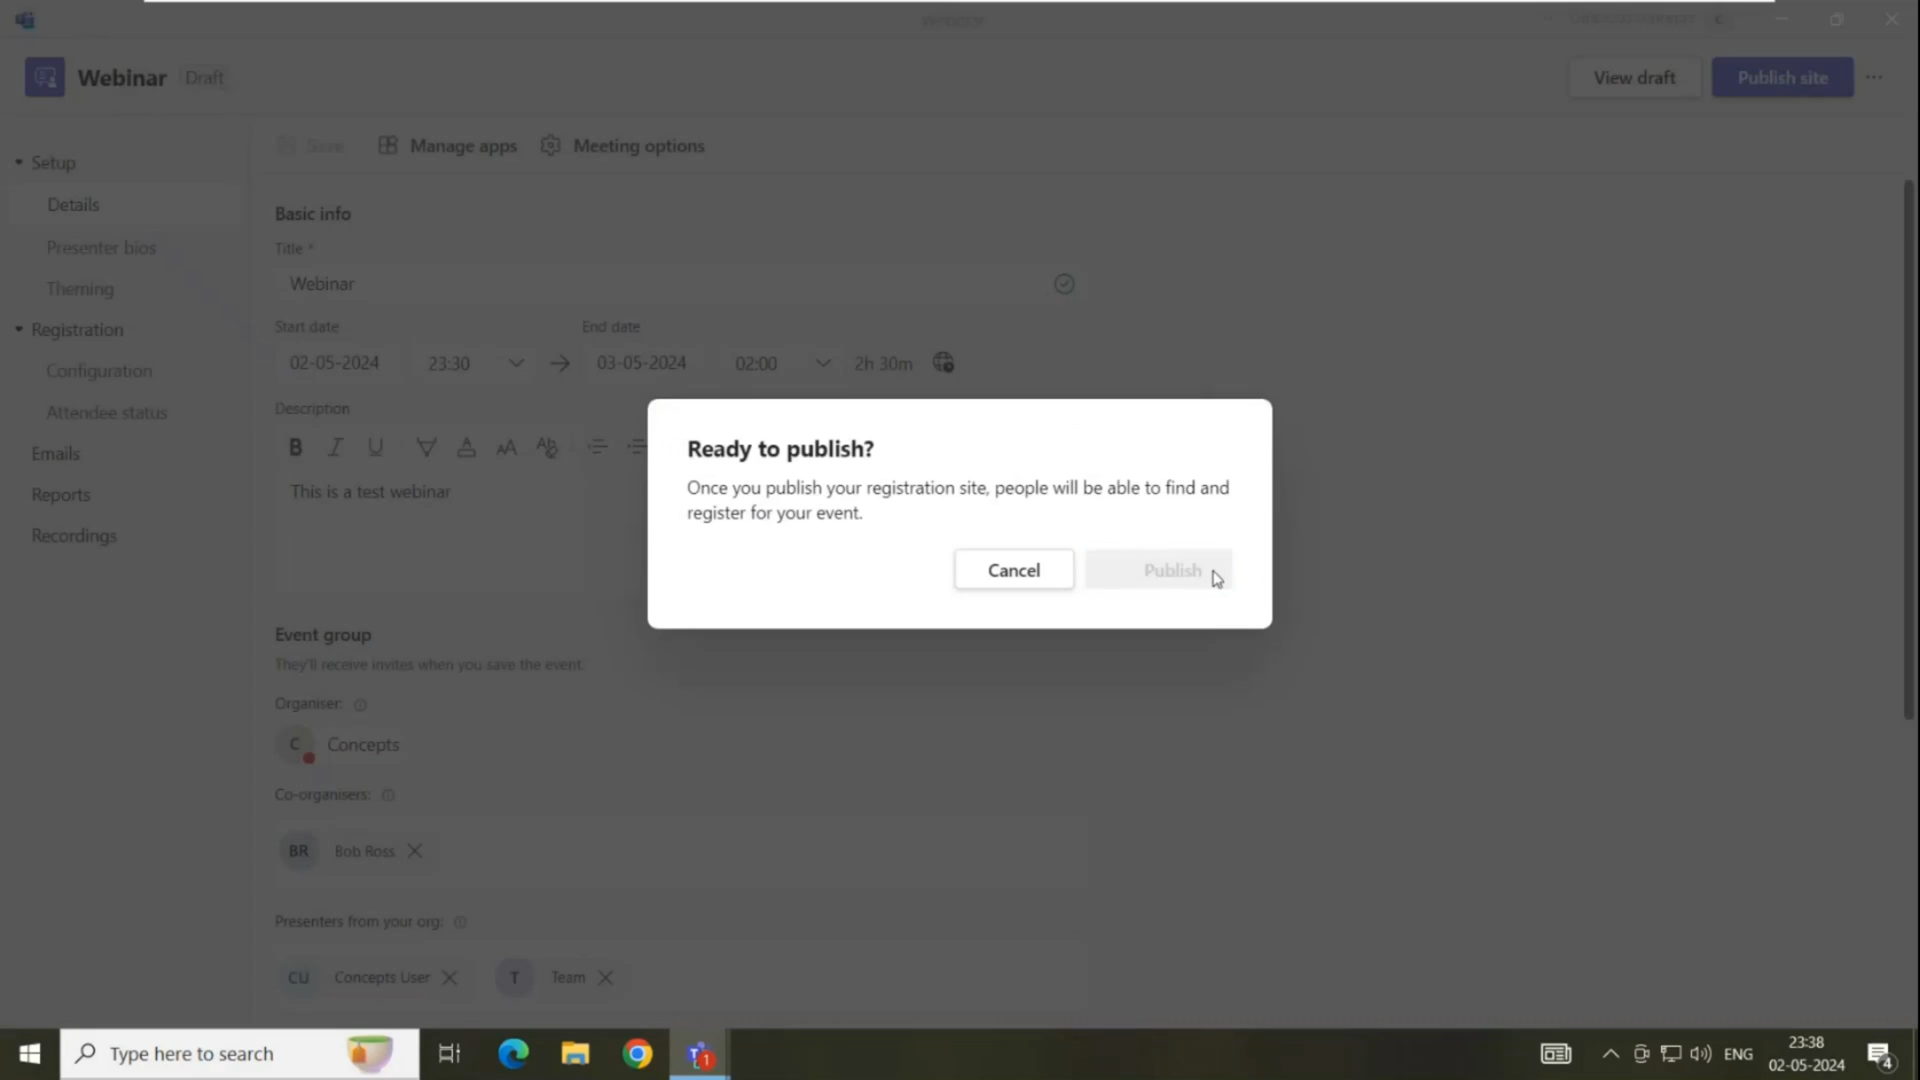 Webinar
Webinar Draft
View draft
Publish site
Save
Manage apps
Meeting options
Setup
Details
Presenter bios
Theming
Registration
Configuration
Attendee status
Emails
Reports
Recordings
Basic info
Title *
Webinar
Start date
End date
02-05-2024 23:30 → 03-05-2024 02:00 2h 30m
Description
This is a test webinar
Ready to publish?
Once you publish your registration site, people will be able to find and
register for your event.
Cancel
Publish
Event group
They'll receive invites when you save the event.
Organiser:
C Concepts
Co-organisers:
BR Bob Ross
Presenters from your org:
CU Concepts User
T Team
Type here to search
1
ENG
23:38
02-05-2024
4